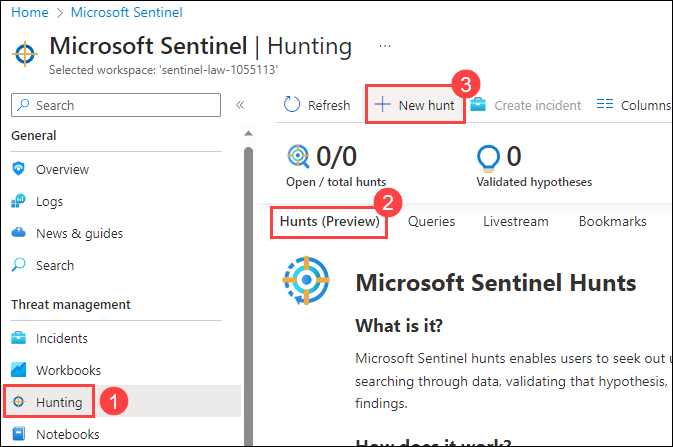 Home > Microsoft Sentinel
Microsoft Sentinel | Hunting ...
Selected workspace: 'sentinel-law-1055113'
3
Search «
Refresh + New hunt Create incident Columns
General
0/0 0
Open / total hunts Validated hypotheses
Overview
2
Logs
Hunts (Preview) Queries Livestream Bookmarks
News & guides
Search
Microsoft Sentinel Hunts
Threat management
What is it?
Incidents
Microsoft Sentinel hunts enables users to seek out
Workbooks
searching through data, validating that hypothesis,
Hunting 1
findings.
Notebooks
How does it work?